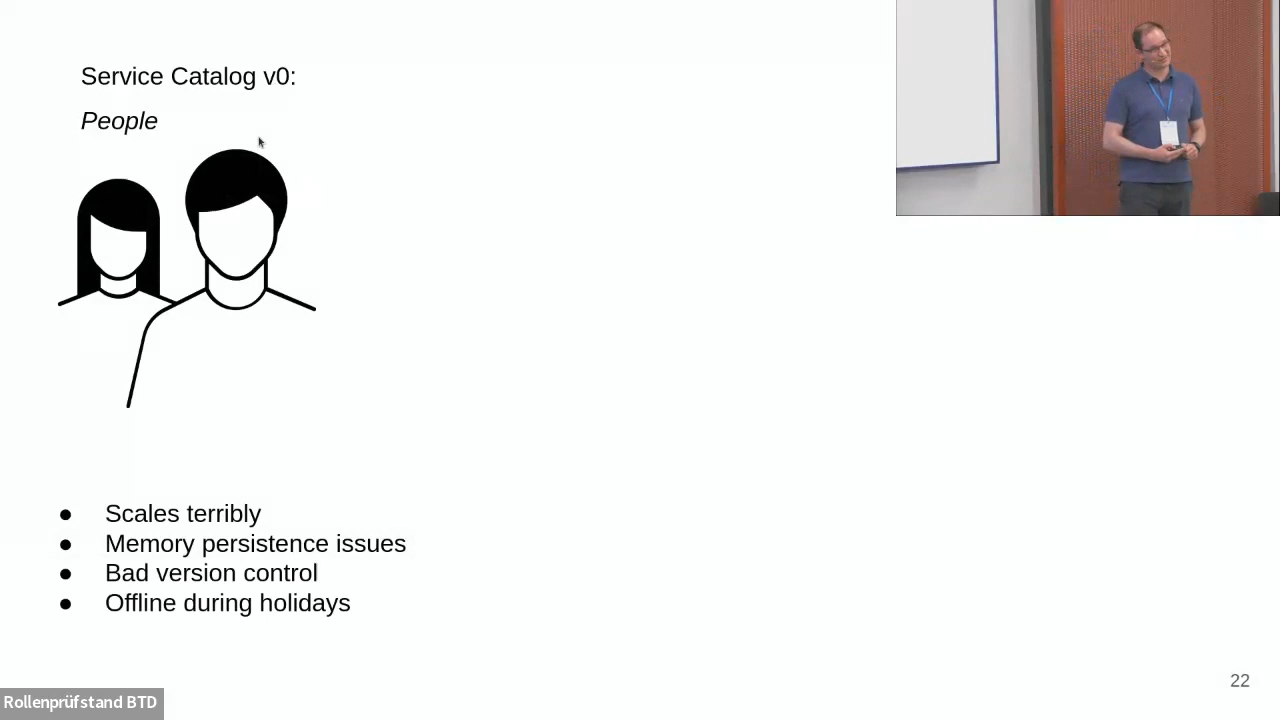 Service Catalog v0:
People
● Scales terribly
● Memory persistence issues
● Bad version control
● Offline during holidays
22
Rollenprüfstand BTD